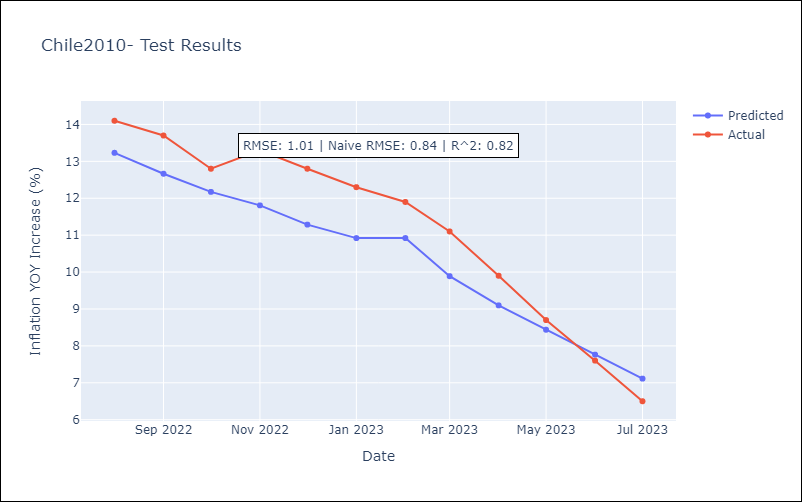 Chile2010- Test Results
Predicted
Actual
RMSE: 1.01 | Naive RMSE: 0.84 | R^2: 0.82
Inflation YOY Increase (%)
14
13
12
11
10
9
8
7
6
Sep 2022 Nov 2022 Jan 2023 Mar 2023 May 2023 Jul 2023
Date